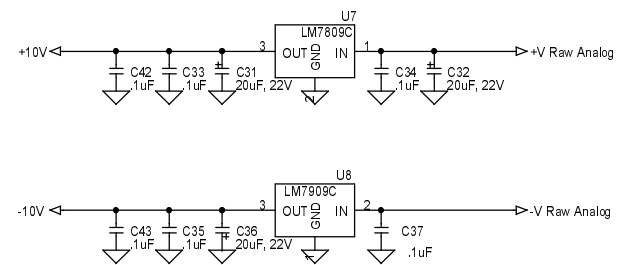 U7
LM7809C
+10V 3 OUT GND IN 1 +V Raw Analog
2
C42 C33 C31 C34 C32
.1uF .1uF 20uF, 22V .1uF 20uF, 22V
U8
LM7909C
-10V 3 OUT GND IN 2 -V Raw Analog
1
C43 C35 C36 C37
.1uF .1uF 20uF, 22V .1uF